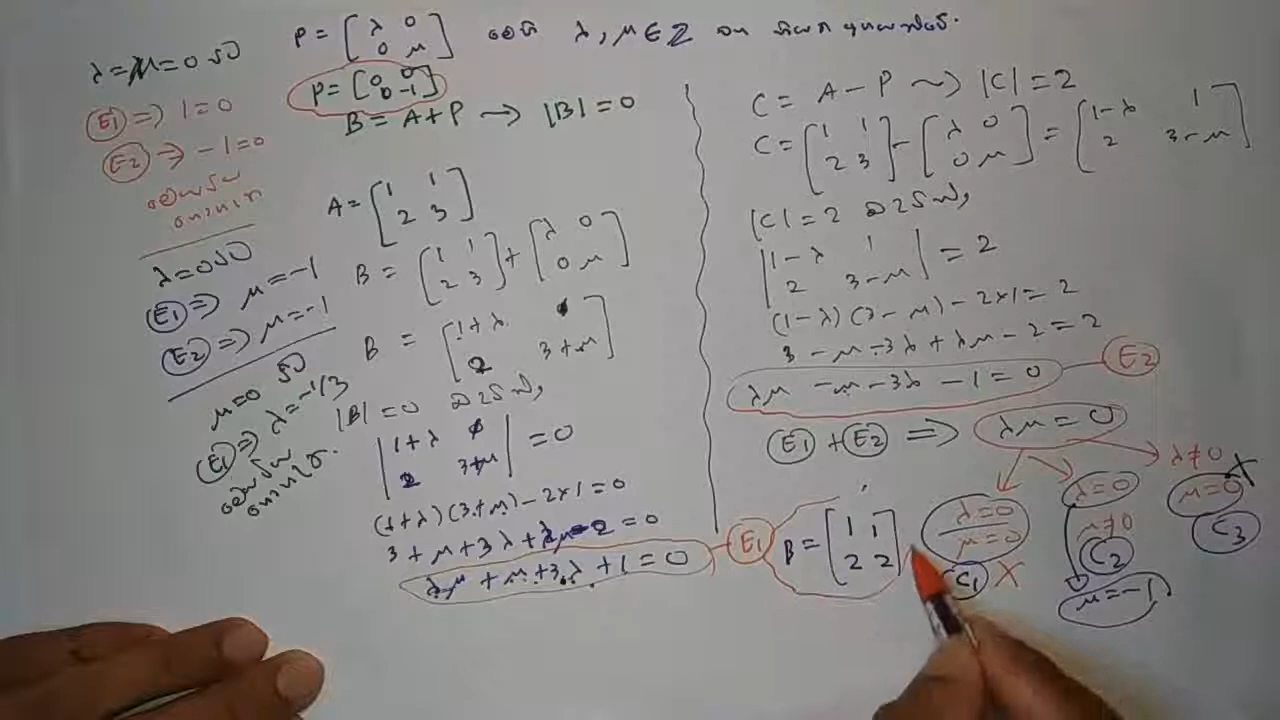 P = [λ 0
0 μ] λ, μ ∈ Z
P = [0 0
0 -1]
B = A + P ⤳ |B| = 0
λ = μ = 0
E1 ⇒ 1 = 0
E2 ⇒ -1 = 0
λ = 0
E1 ⇒ μ = -1
E2 ⇒ μ = -1
μ = 0
E1 ⇒ λ = -1/3
A = [1 1
2 3]
B = [1 1
2 3] + [λ 0
0 μ]
B = [1+λ
2 3+μ]
|B| = 0
|1+λ
2 3+μ| = 0
(1+λ)(3+μ) - 2×1 = 0
3 + μ + 3λ + λμ - 2 = 0
λμ + μ + 3λ + 1 = 0 E1
C = A - P ⤳ |C| = 2
C = [1 1
2 3] - [λ 0
0 μ] = [1-λ 1
2 3-μ]
|C| = 2
|1-λ 1
2 3-μ| = 2
(1-λ)(3-μ) - 2×1 = 2
3 - μ - 3λ + λμ - 2 = 2
λμ - μ - 3λ - 1 = 0 E2
E1 + E2 ⇒ λμ = 0
B = [1 1
2 2]
λ = 0
μ = 0
C1 X
λ = 0
μ ≠ 0
C2
μ = -1
λ ≠ 0
μ = 0 X
C3